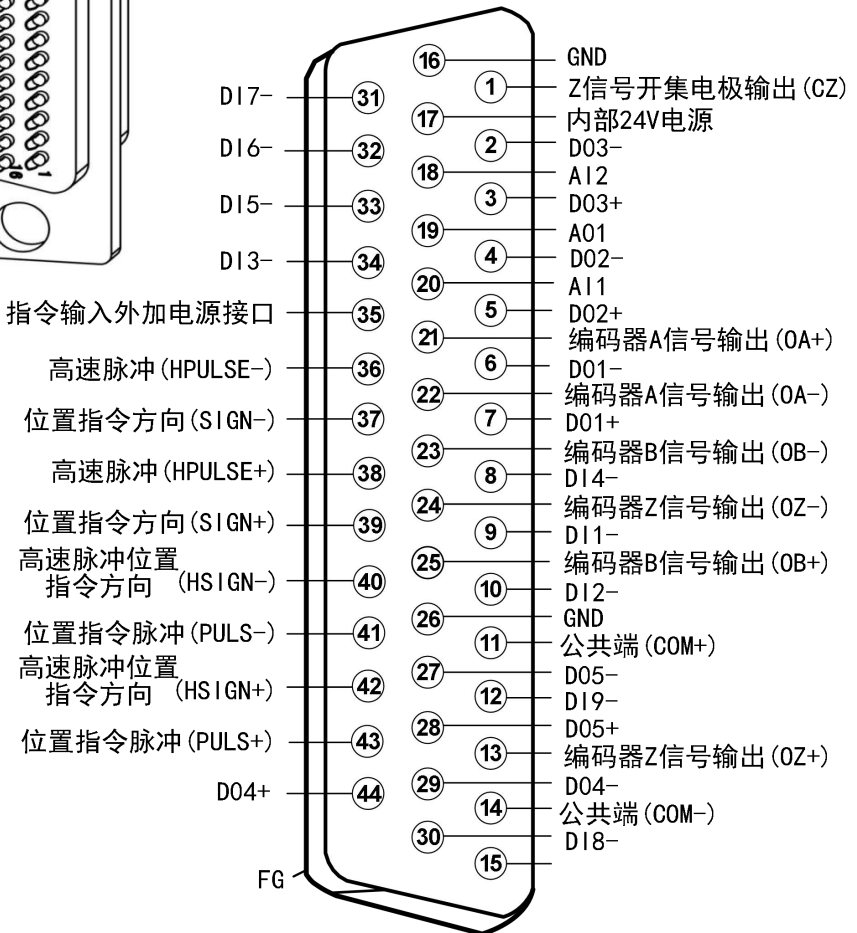 16
1
GND
Z信号开集电极输出(CZ)
内部24V电源
DO3-
AI2
DO3+
AO1
DO2-
AI1
DO2+
编码器A信号输出(OA+)
DO1-
编码器A信号输出(OA-)
DO1+
编码器B信号输出(OB-)
DI4-
编码器Z信号输出(OZ-)
DI1-
编码器B信号输出(OB+)
DI2-
GND
公共端(COM+)
DO5-
DI9-
DO5+
编码器Z信号输出(OZ+)
DO4-
公共端(COM-)
DI8-
16
1
17
2
18
3
19
4
20
5
21
6
22
7
23
8
24
9
25
10
26
11
27
12
28
13
29
14
30
15
DI7-
31
DI6-
32
DI5-
33
DI3-
34
指令输入外加电源接口
35
高速脉冲(HPULSE-)
36
位置指令方向(SIGN-)
37
高速脉冲(HPULSE+)
38
位置指令方向(SIGN+)
39
高速脉冲位置
指令方向 (HSIGN-)
40
位置指令脉冲(PULS-)
41
高速脉冲位置
指令方向 (HSIGN+)
42
位置指令脉冲(PULS+)
43
DO4+
44
FG